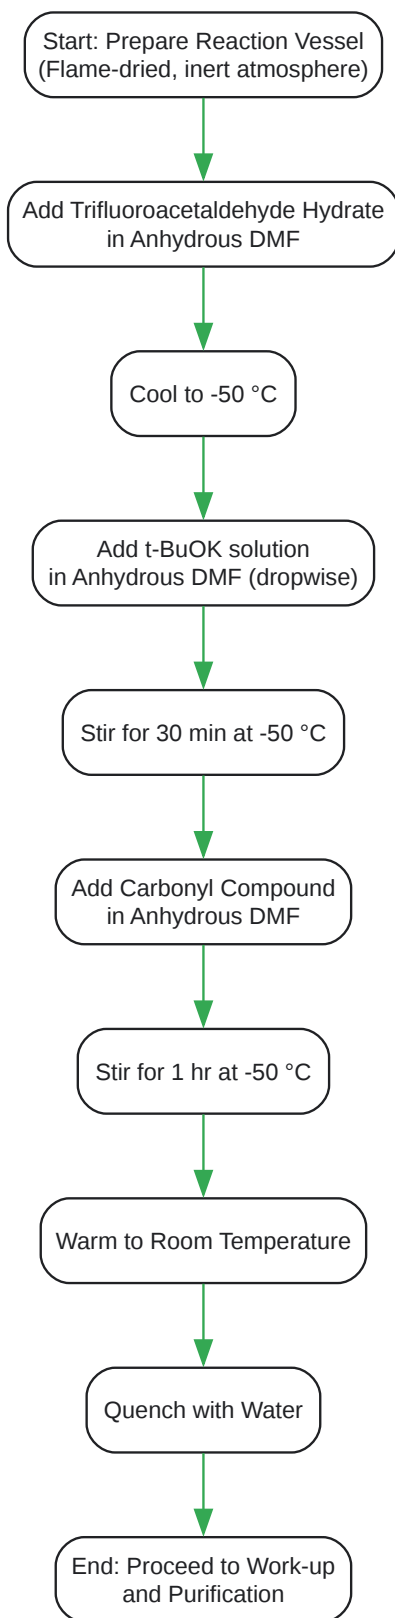 Start: Prepare Reaction Vessel
(Flame-dried, inert atmosphere)
Add Trifluoroacetaldehyde Hydrate
in Anhydrous DMF
Cool to -50 °C
Add t-BuOK solution
in Anhydrous DMF (dropwise)
Stir for 30 min at -50 °C
Add Carbonyl Compound
in Anhydrous DMF
Stir for 1 hr at -50 °C
Warm to Room Temperature
Quench with Water
End: Proceed to Work-up
and Purification